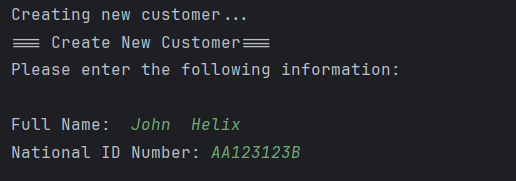 Creating new customer...
=== Create New Customer===
Please enter the following information:
Full Name:  John  Helix
National ID Number: AA123123B